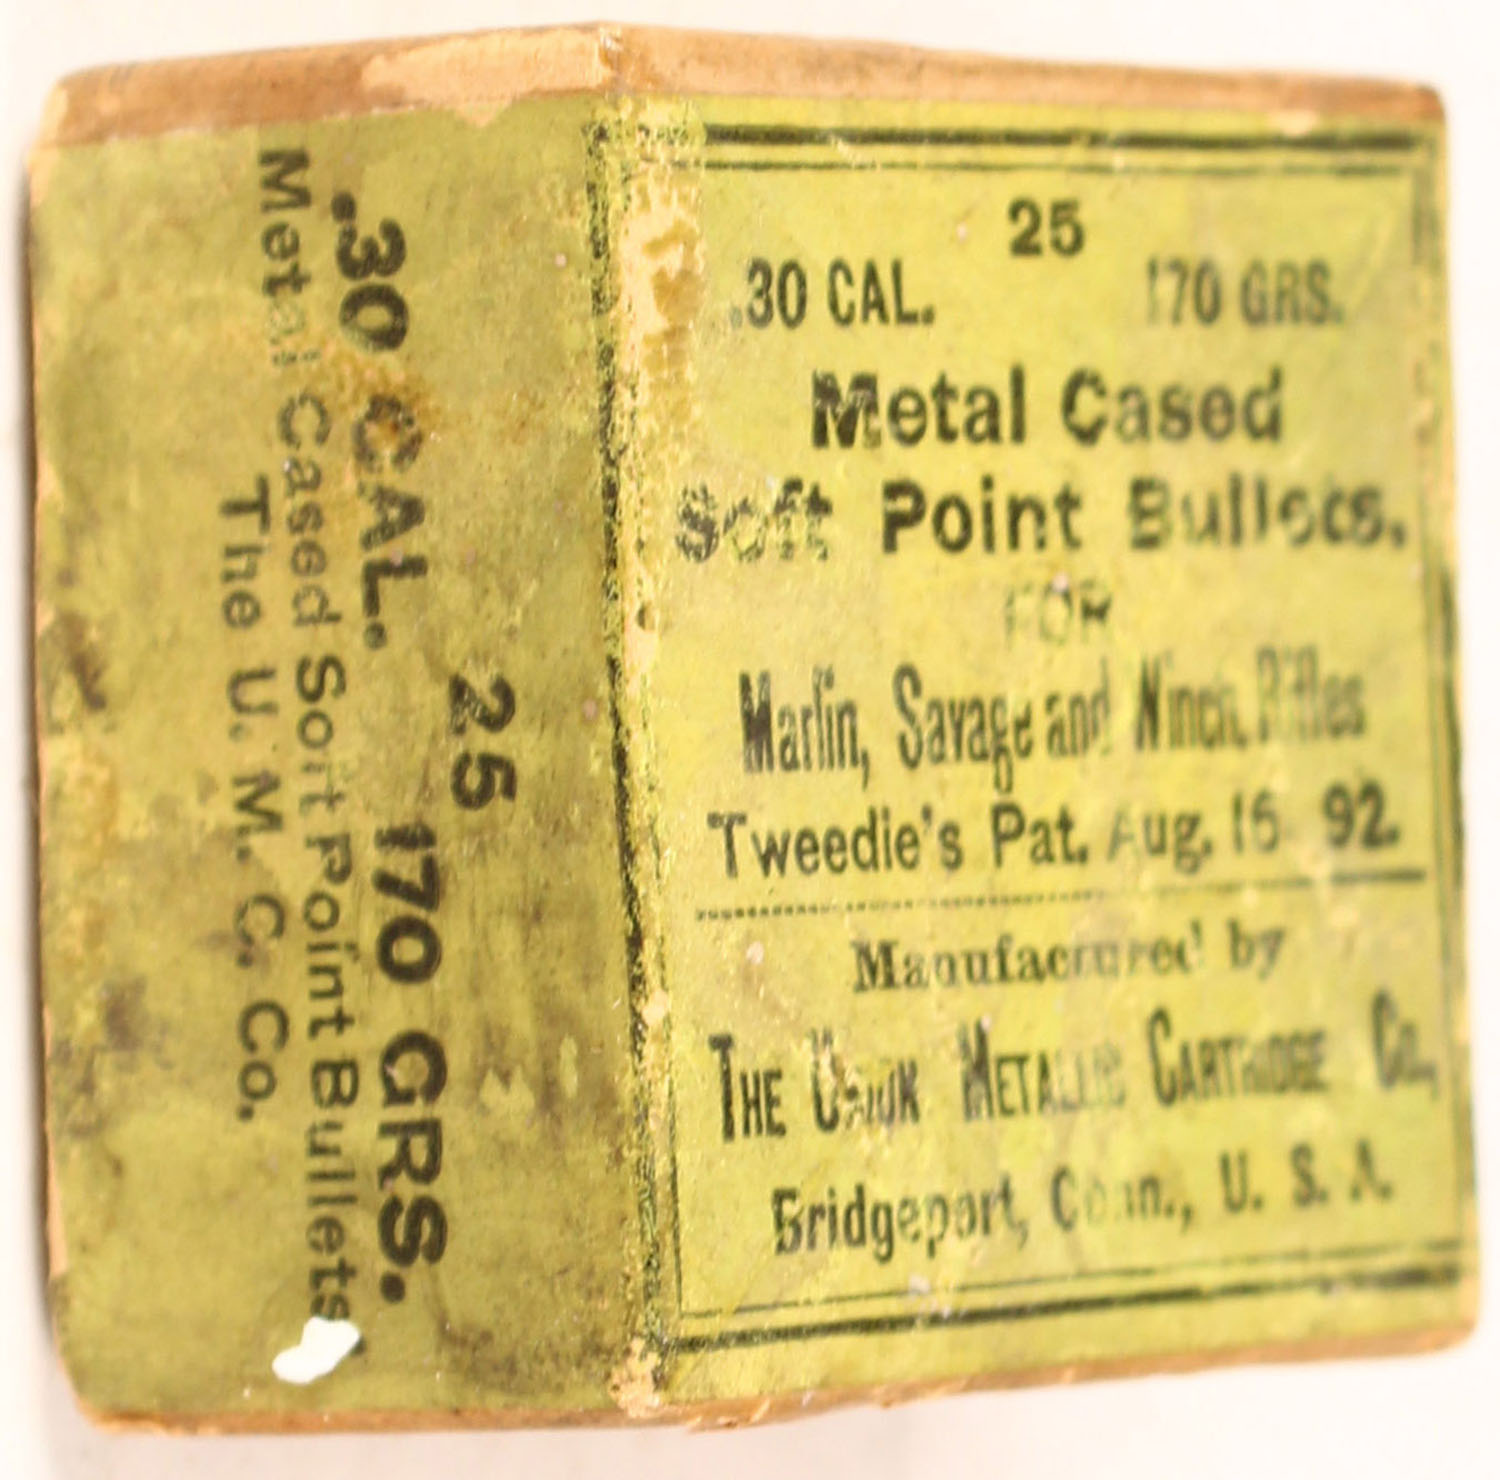 25
.30 CAL. 170 GRS.
Metal Cased
Soft Point Bullets.
FOR
Marlin, Savage and Winch. Rifles
Tweedie's Pat. Aug. 16 92.
Manufactured by
THE UNION METALLIC CARTRIDGE CO.,
Bridgeport, Conn., U. S. A.
25
.30 CAL. 170 GRS.
Metal Cased Soft Point Bullets
The U. M. C. Co.